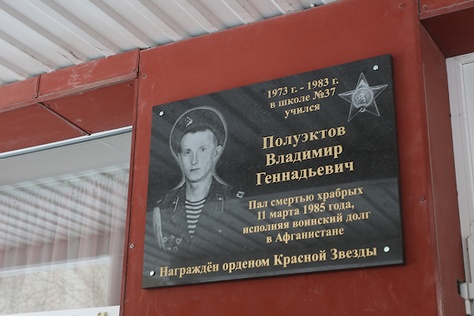 1973 г. - 1983 г.
в школе №37
учился
Полуэктов
Владимир
Геннадьевич
Пал смертью храбрых
11 марта 1985 года,
исполняя воинский долг
в Афганистане
Награждён орденом Красной Звезды